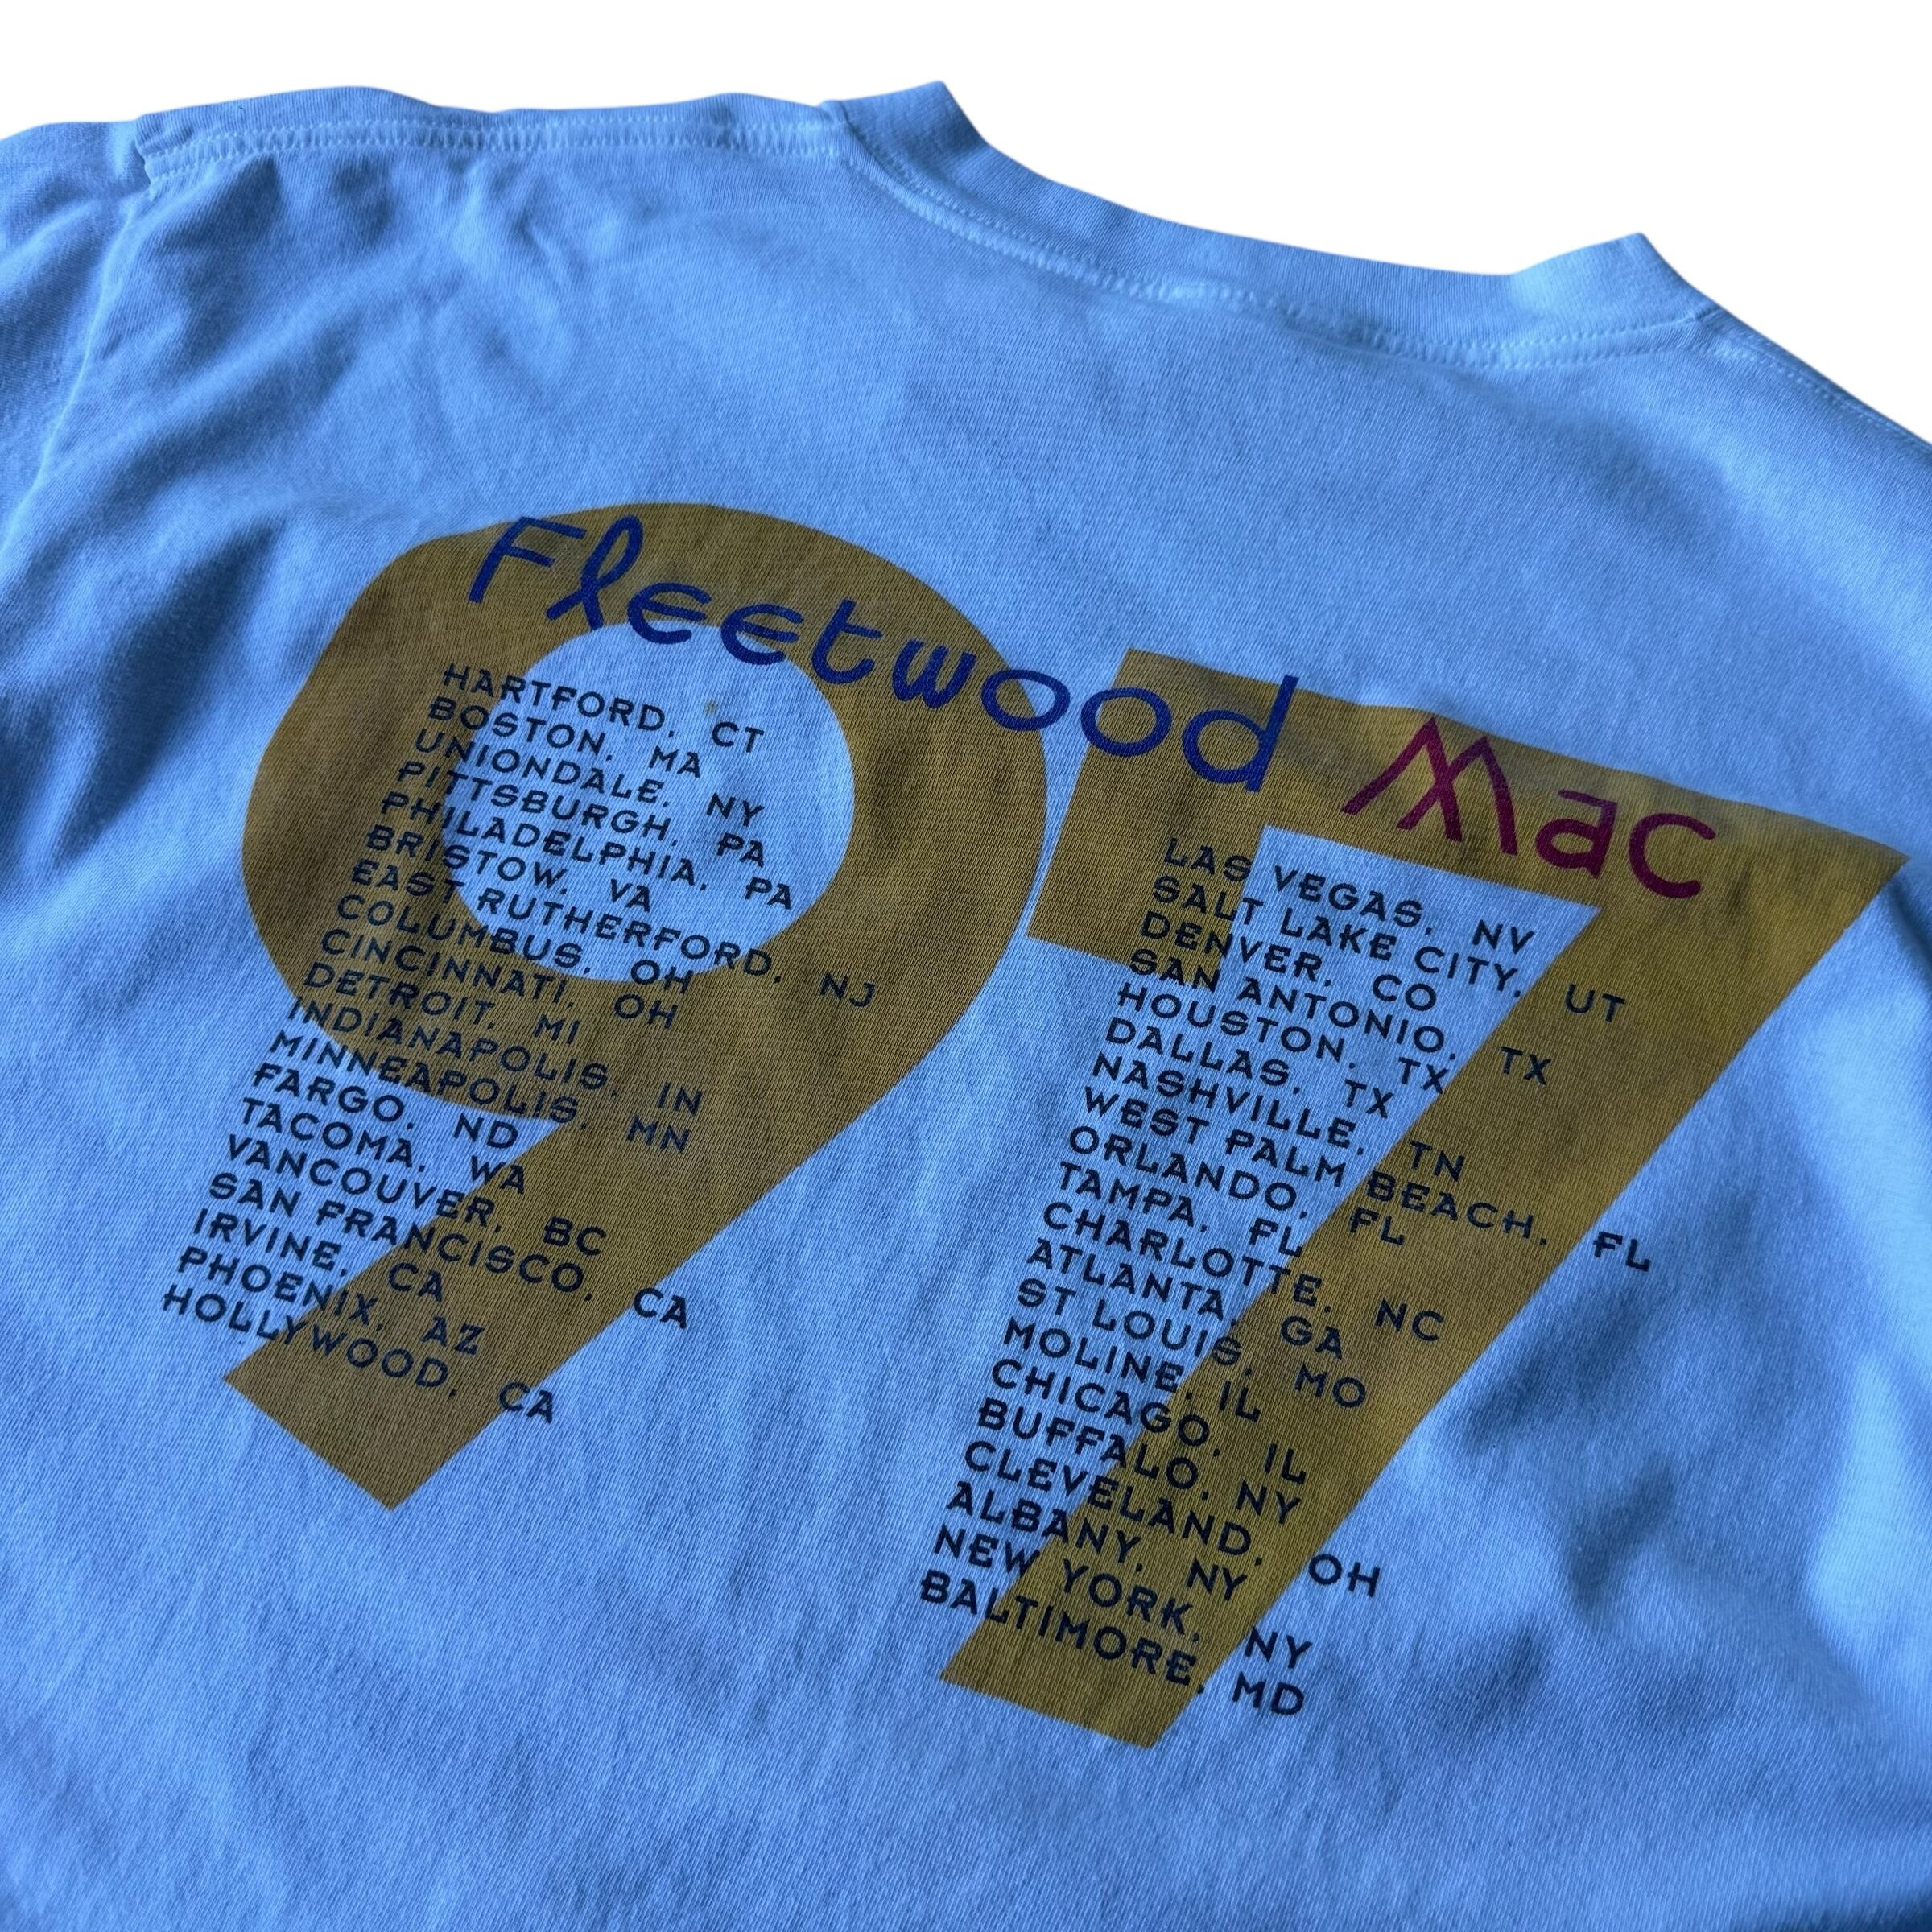 Fleetwood Mac
HARTFORD, CT
BOSTON, MA
UNIONDALE, NY
PITTSBURGH, PA
PHILADELPHIA, PA
BRISTOW, VA
EAST RUTHERFORD, NJ
COLUMBUS, OH
CINCINNATI, OH
DETROIT, MI
INDIANAPOLIS, IN
MINNEAPOLIS, MN
FARGO, ND
TACOMA, WA
VANCOUVER, BC
SAN FRANCISCO, CA
IRVINE, CA
PHOENIX, AZ
HOLLYWOOD, CA
LAS VEGAS, NV
SALT LAKE CITY, UT
DENVER, CO
SAN ANTONIO, TX
HOUSTON, TX
DALLAS, TX
NASHVILLE, TN
WEST PALM BEACH, FL
ORLANDO, FL
TAMPA, FL
CHARLOTTE, NC
ATLANTA, GA
ST LOUIS, MO
MOLINE, IL
CHICAGO, IL
BUFFALO, NY
CLEVELAND, OH
ALBANY, NY
NEW YORK, NY
BALTIMORE, MD
97